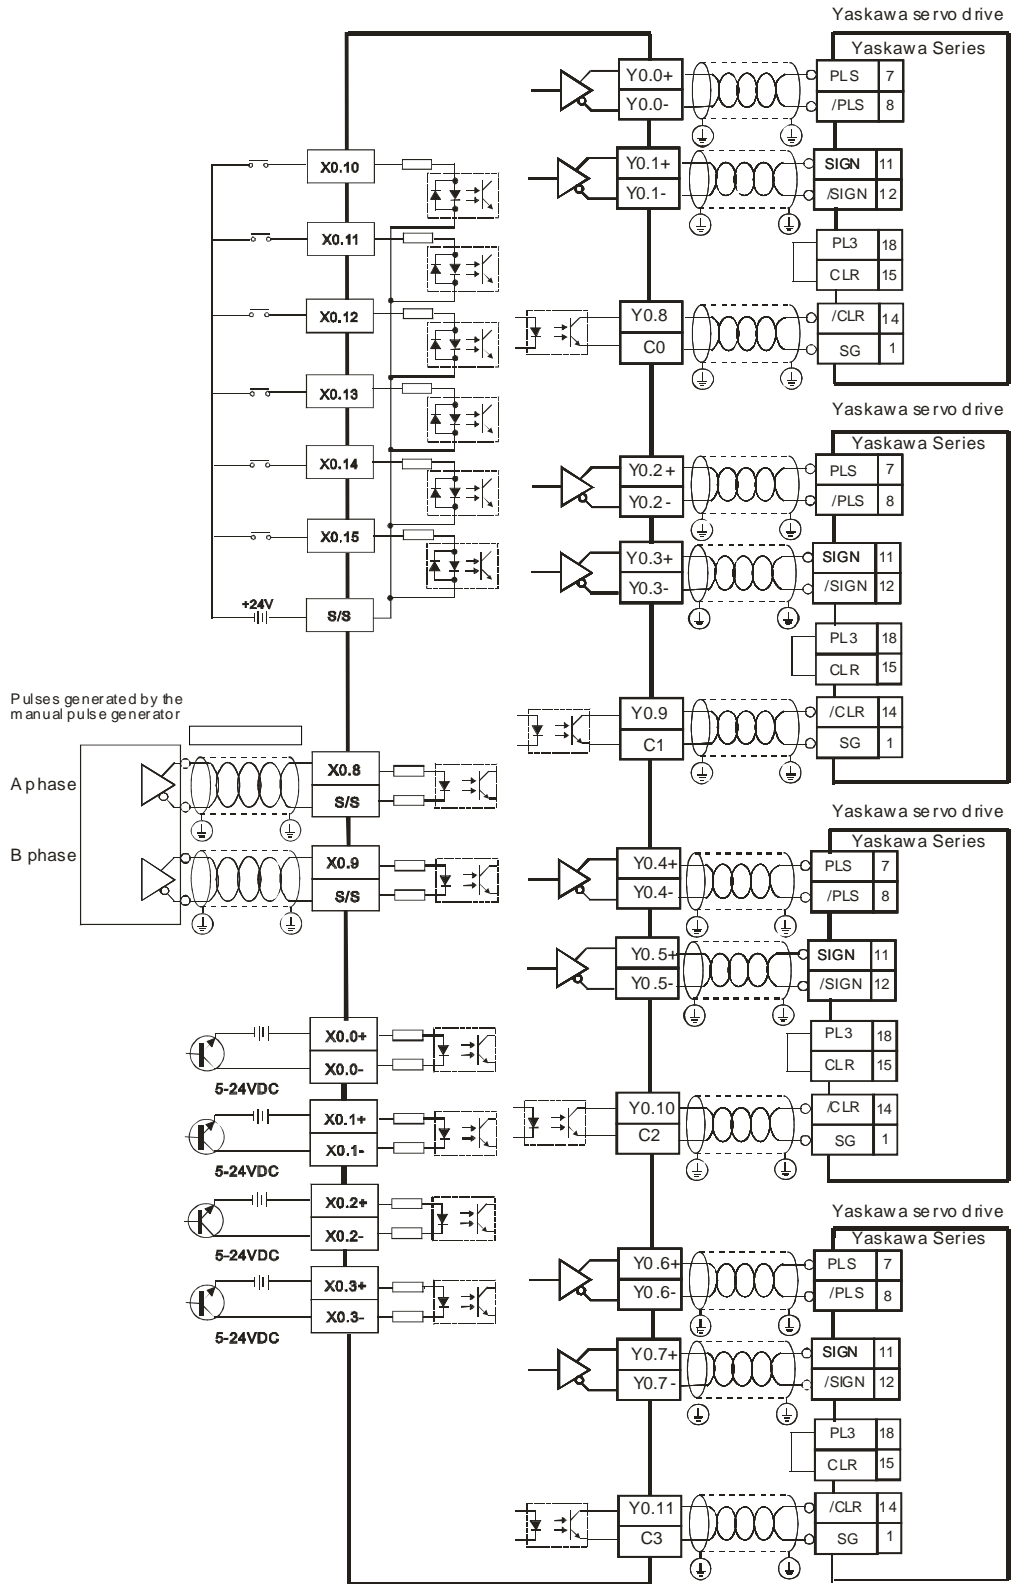 Yaskawa servo drive
Yaskawa Series
Y0.0+
Y0.0-
PLS 7
/PLS 8
Y0.1+
Y0.1-
SIGN 11
/SIGN 12
PL3 18
CLR 15
Y0.8
C0
/CLR 14
SG 1
X0.10
X0.11
X0.12
X0.13
X0.14
X0.15
+24V
S/S
Yaskawa servo drive
Yaskawa Series
Y0.2+
Y0.2-
PLS 7
/PLS 8
Y0.3+
Y0.3-
SIGN 11
/SIGN 12
PL3 18
CLR 15
Y0.9
C1
/CLR 14
SG 1
Pulses generated by the
manual pulse generator
A phase
X0.8
S/S
B phase
X0.9
S/S
Yaskawa servo drive
Yaskawa Series
Y0.4+
Y0.4-
PLS 7
/PLS 8
Y0.5+
Y0.5-
SIGN 11
/SIGN 12
PL3 18
CLR 15
Y0.10
C2
/CLR 14
SG 1
X0.0+
X0.0-
5-24VDC
X0.1+
X0.1-
5-24VDC
X0.2+
X0.2-
5-24VDC
X0.3+
X0.3-
5-24VDC
Yaskawa servo drive
Yaskawa Series
Y0.6+
Y0.6-
PLS 7
/PLS 8
Y0.7+
Y0.7-
SIGN 11
/SIGN 12
PL3 18
CLR 15
Y0.11
C3
/CLR 14
SG 1